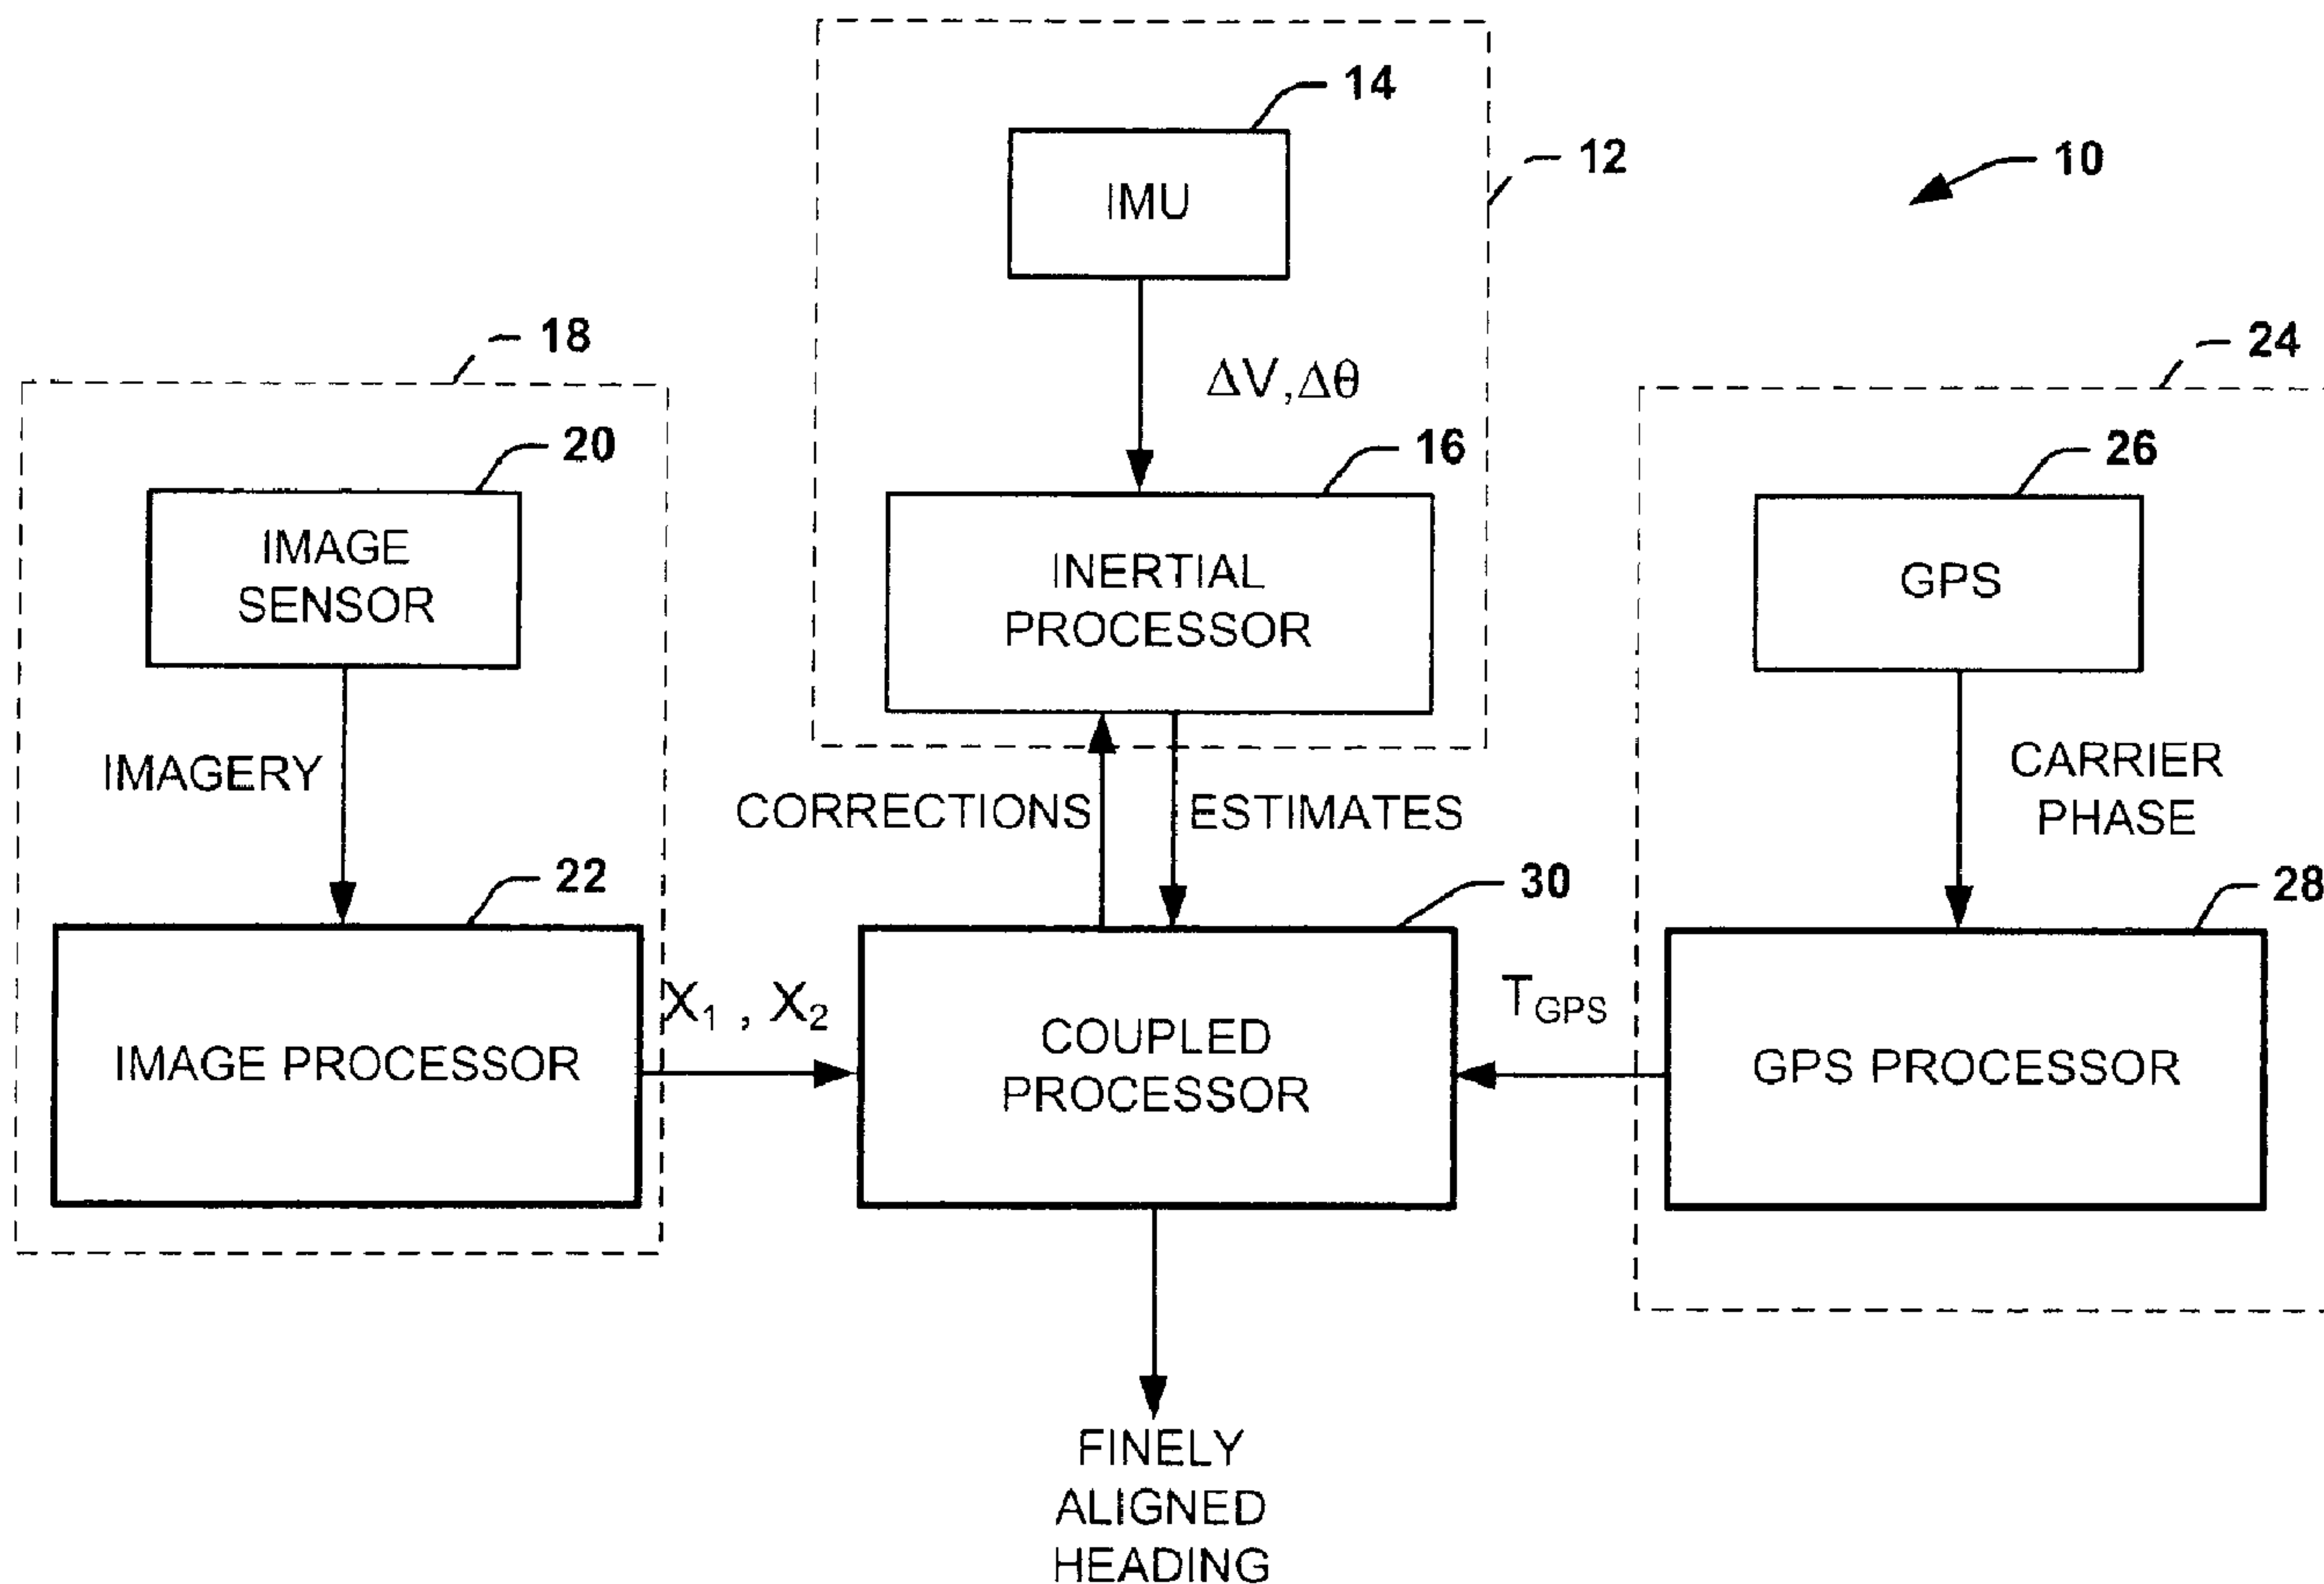 14
IMU
12
10
ΔV,Δθ
18
24
20
16
26
IMAGE
SENSOR
INERTIAL
PROCESSOR
GPS
IMAGERY
CORRECTIONS
ESTIMATES
CARRIER
PHASE
22
30
28
X₁ , X₂
T_GPS
IMAGE PROCESSOR
COUPLED
PROCESSOR
GPS PROCESSOR
FINELY
ALIGNED
HEADING